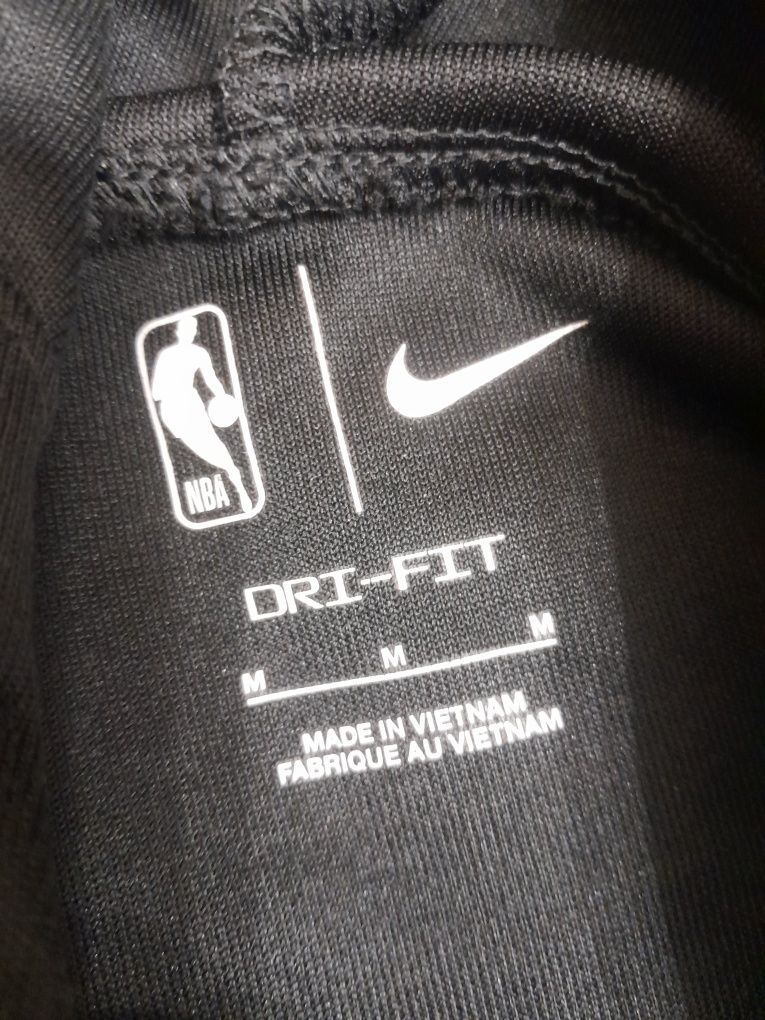 NBA
DRI-FIT
M M M
MADE IN VIETNAM
FABRIQUE AU VIETNAM